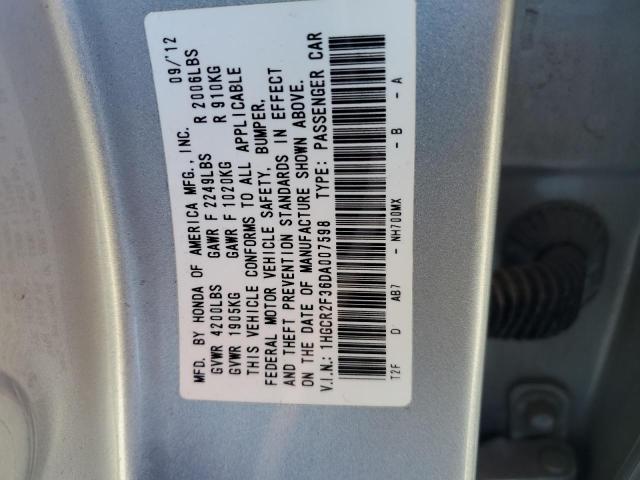 MFD. BY HONDA OF AMERICA MFG., INC. 09/'12
GVWR 4200LBS GAWR F 2249LBS R 2006LBS
GVWR 1905KG GAWR F 1020KG R 910KG
THIS VEHICLE CONFORMS TO ALL APPLICABLE
FEDERAL MOTOR VEHICLE SAFETY, BUMPER,
AND THEFT PREVENTION STANDARDS IN EFFECT
ON THE DATE OF MANUFACTURE SHOWN ABOVE.
V.I.N.: 1HGCR2F36DA007598 TYPE: PASSENGER CAR
T2F D AB7 - NH700MX - B - A